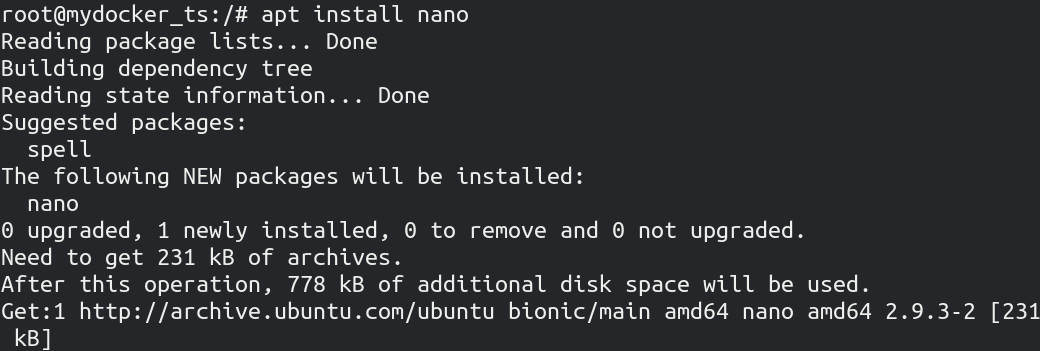 root@mydocker_ts:/# apt install nano
Reading package lists... Done
Building dependency tree
Reading state information... Done
Suggested packages:
  spell
The following NEW packages will be installed:
  nano
0 upgraded, 1 newly installed, 0 to remove and 0 not upgraded.
Need to get 231 kB of archives.
After this operation, 778 kB of additional disk space will be used.
Get:1 http://archive.ubuntu.com/ubuntu bionic/main amd64 nano amd64 2.9.3-2 [231
 kB]